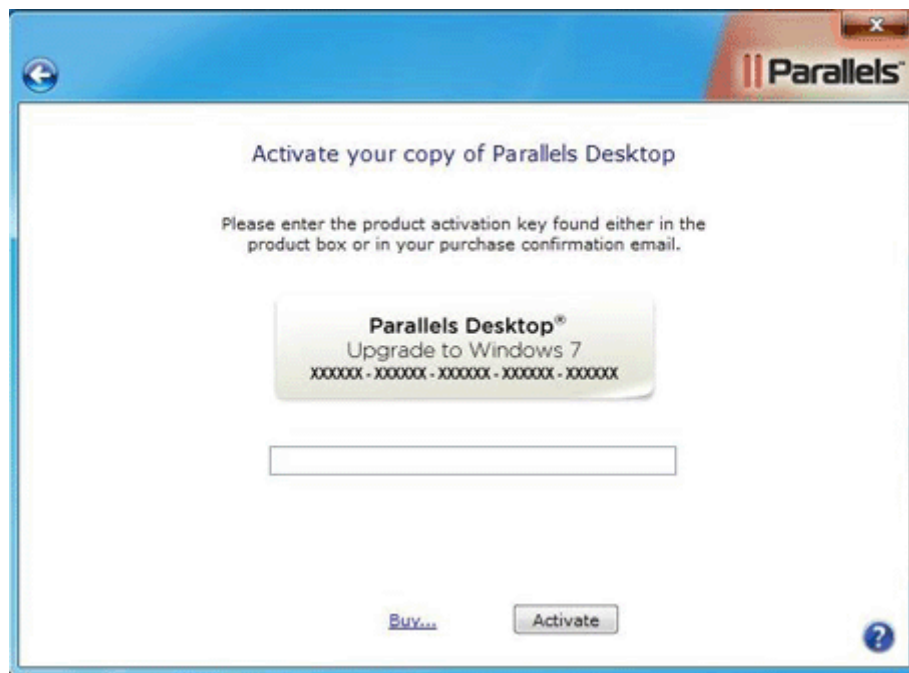 Parallels™
Activate your copy of Parallels Desktop
Please enter the product activation key found either in the
product box or in your purchase confirmation email.
Parallels Desktop®
Upgrade to Windows 7
XXXXXX - XXXXXX - XXXXXX - XXXXXX - XXXXXX
Buy...
Activate
?